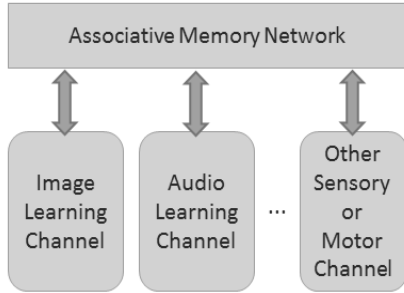 Associative Memory Network
Image
Learning
Channel
Audio
Learning
Channel
...
Other
Sensory
or
Motor
Channel